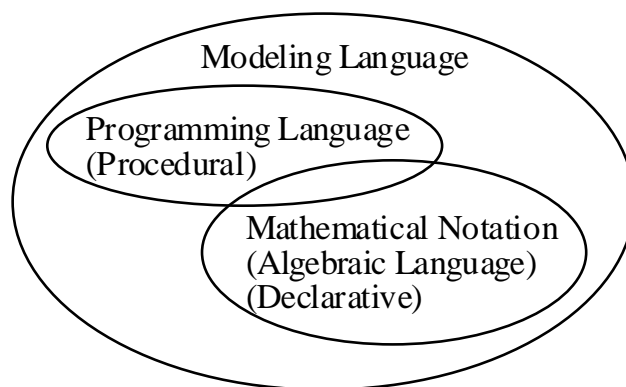 Modeling Language
Programming Language
(Procedural)
Mathematical Notation
(Algebraic Language)
(Declarative)